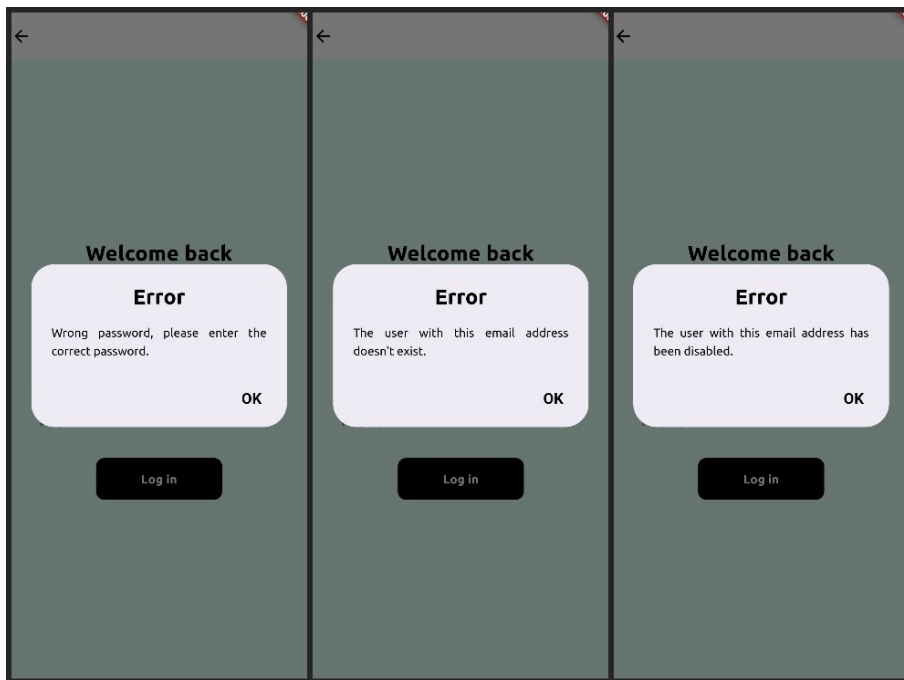 Welcome back
Error
Wrong password, please enter the
correct password.
OK
Log in
Welcome back
Error
The user with this email address
doesn't exist.
OK
Log in
Welcome back
Error
The user with this email address has
been disabled.
OK
Log in